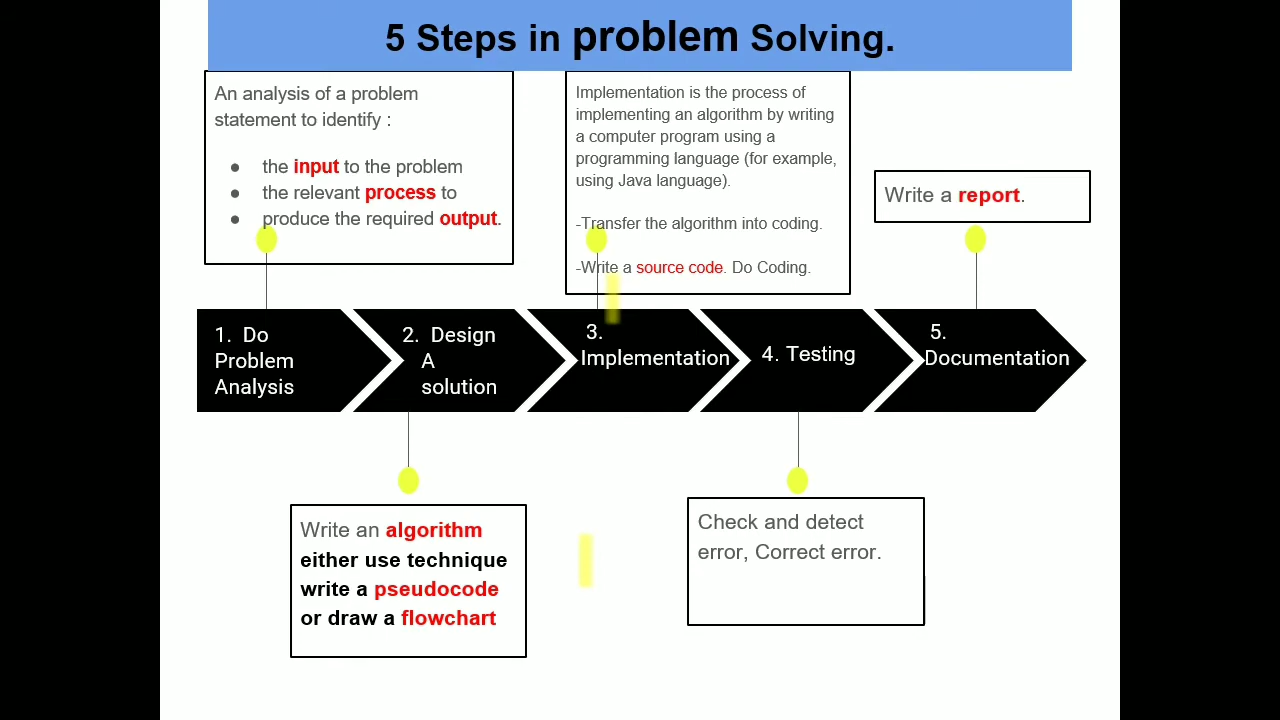 5 Steps in problem Solving.
An analysis of a problem
statement to identify :
● the input to the problem
● the relevant process to
● produce the required output.
Implementation is the process of
implementing an algorithm by writing
a computer program using a
programming language (for example,
using Java language).
-Transfer the algorithm into coding.
-Write a source code. Do Coding.
Write a report.
1. Do
Problem
Analysis
2. Design
A
solution
3.
Implementation
4. Testing
5.
Documentation
Write an algorithm
either use technique
write a pseudocode
or draw a flowchart
Check and detect
error, Correct error.